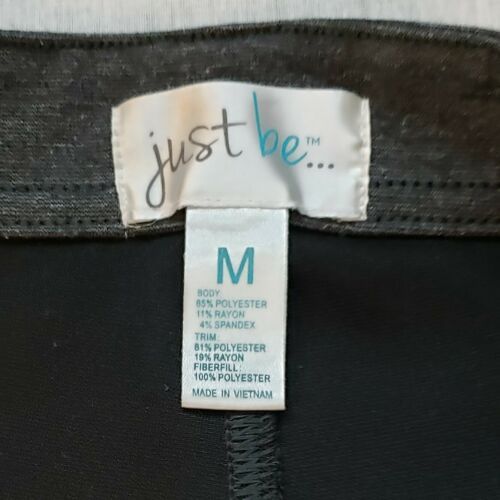 just be™...
M
BODY:
85% POLYESTER
11% RAYON
4% SPANDEX
TRIM:
81% POLYESTER
19% RAYON
FIBERFILL:
100% POLYESTER
MADE IN VIETNAM